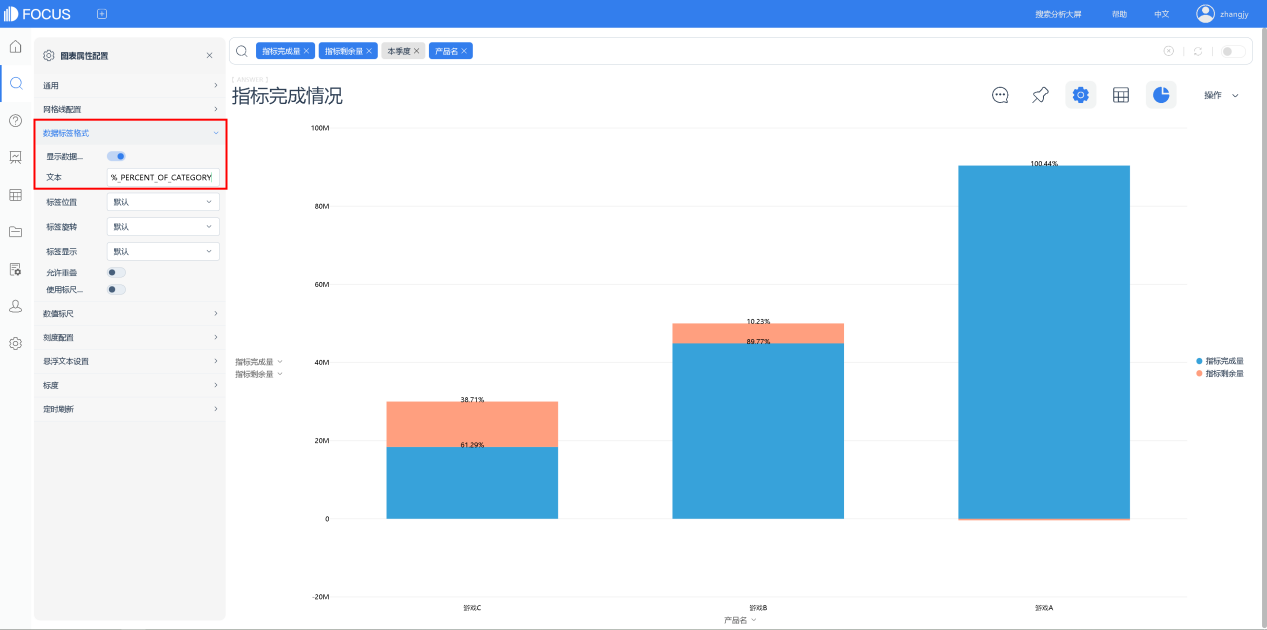 FOCUS
搜索分析大屏
帮助
中文
zhangjy
图表属性配置
通用
网格线配置
数据标签格式
显示数据...
文本
%_PERCENT_OF_CATEGORY
标签位置
默认
标签旋转
默认
标签显示
默认
允许重叠
使用标尺...
数值标尺
刻度配置
悬浮文本设置
标度
定时刷新
指标完成量
指标剩余量
本季度
产品名
[ ANSWER ]
指标完成情况
操作
指标完成量
指标剩余量
100M
80M
60M
40M
20M
0
-20M
38.71%
61.29%
10.23%
89.77%
100.44%
游戏C
游戏B
游戏A
产品名
指标完成量
指标剩余量